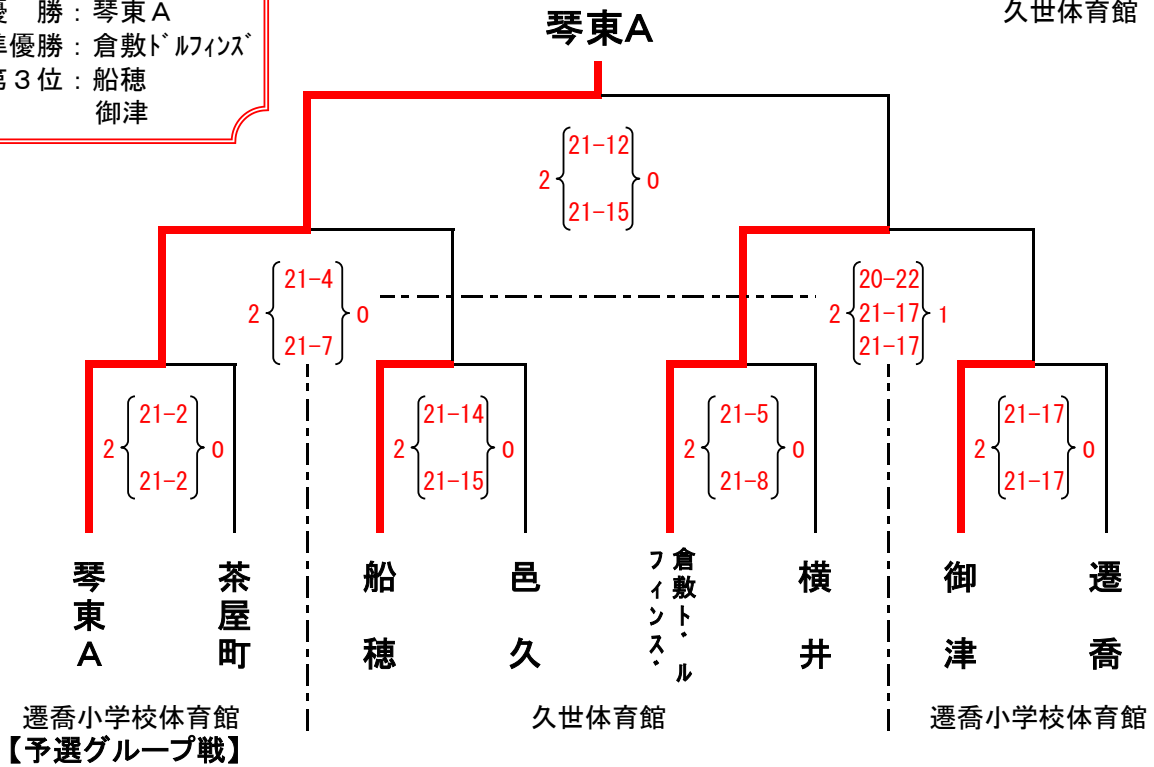 優　勝：琴東Ａ
準優勝：倉敷ﾄﾞﾙﾌｨﾝｽﾞ
第３位：船穂
御津
琴東Ａ
久世体育館
21-12
2 0
21-15
21-4
2 0
21-7
20-22
2 21-17 1
21-17
21-2
2 0
21-2
21-14
2 0
21-15
21-5
2 0
21-8
21-17
2 0
21-17
琴東Ａ
茶屋町
船穂
邑久
倉敷ﾄﾞﾙ
ﾌｨﾝｽﾞ
横井
御津
遷喬
遷喬小学校体育館
久世体育館
遷喬小学校体育館
【予選グループ戦】